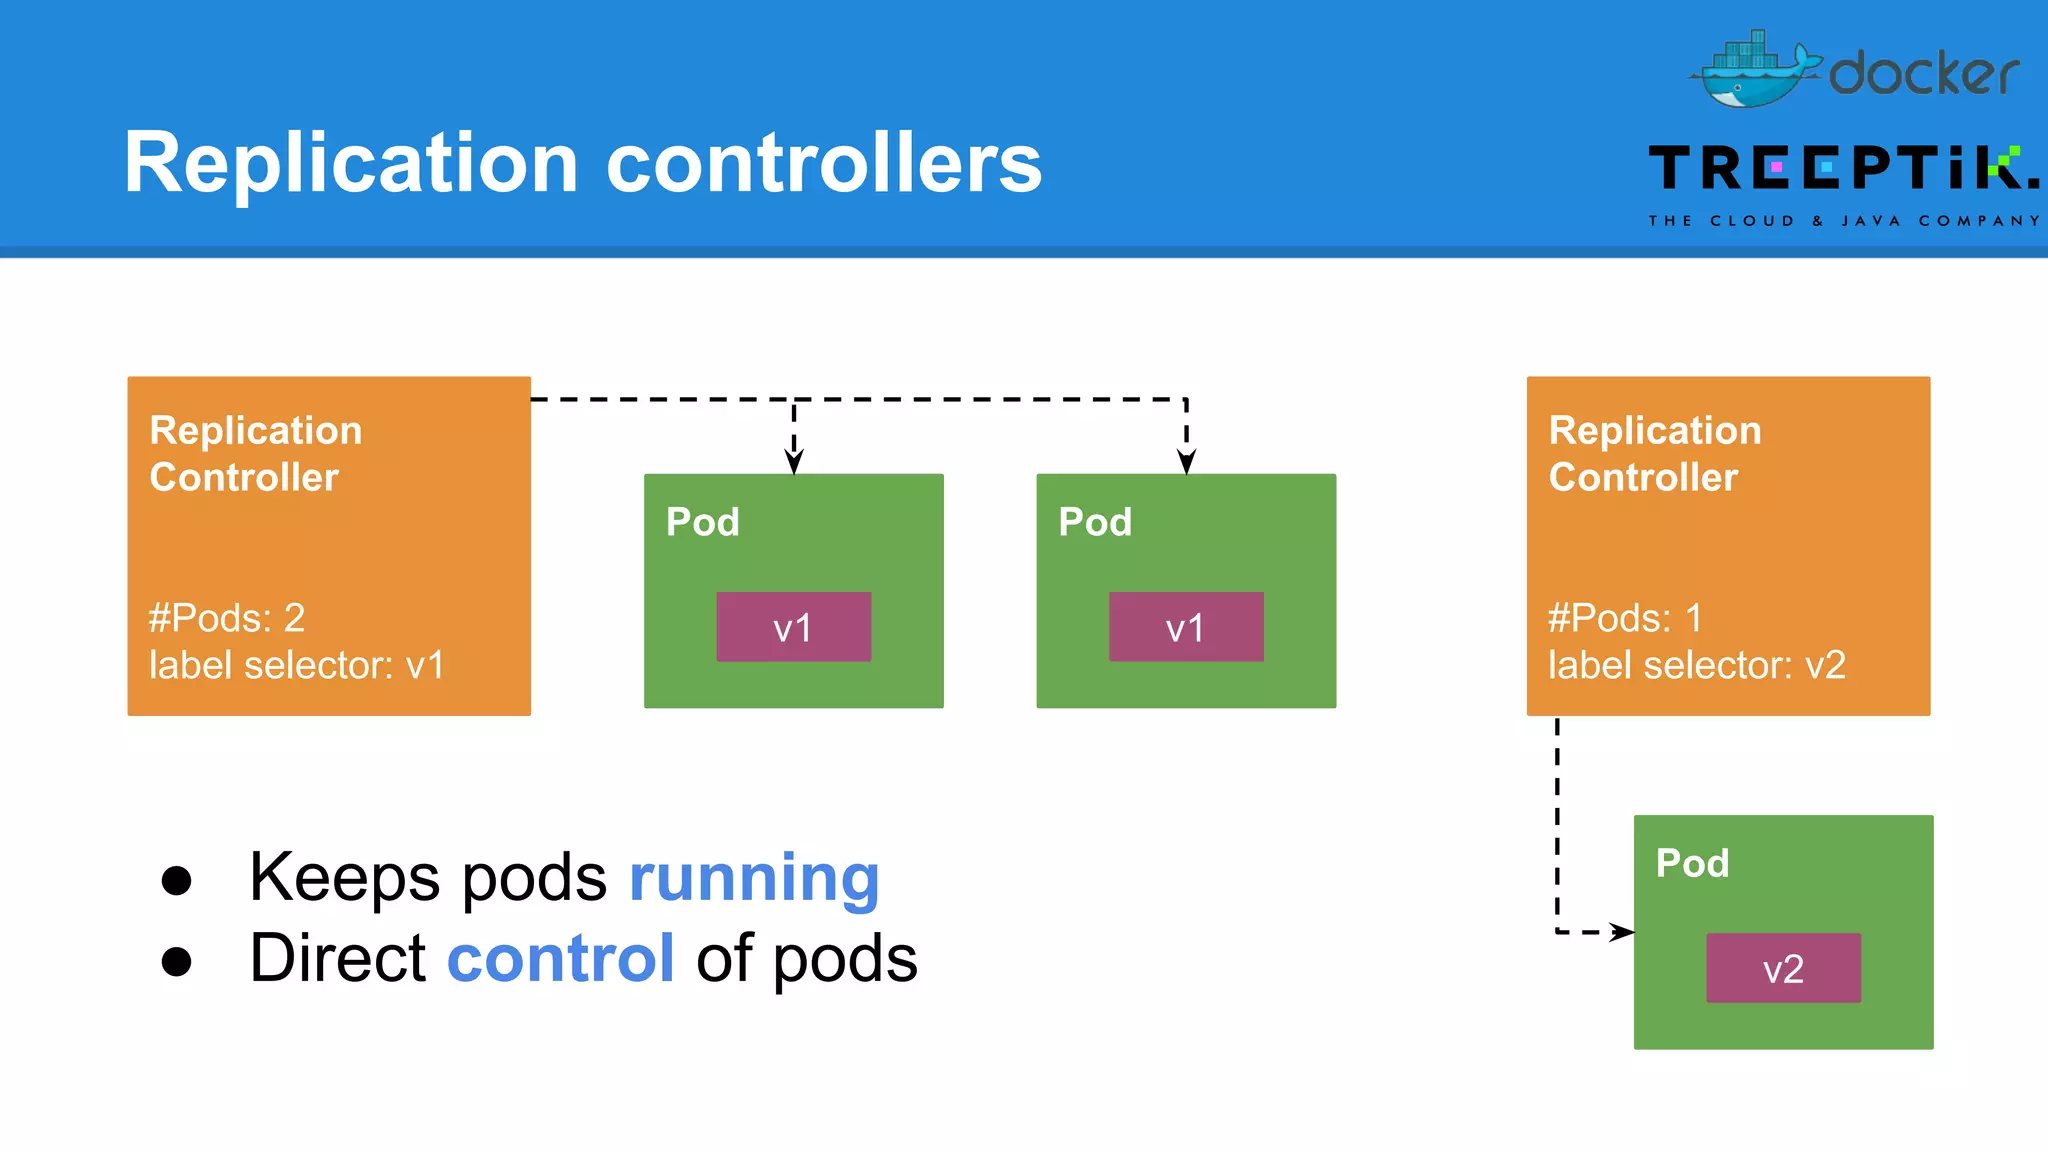 docker
Replication controllers
TREEPTiK.
THE CLOUD & JAVA COMPANY
Replication
Controller
#Pods: 2
label selector: v1
Pod
v1
Pod
v1
Replication
Controller
#Pods: 1
label selector: v2
Pod
v2
● Keeps pods running
● Direct control of pods